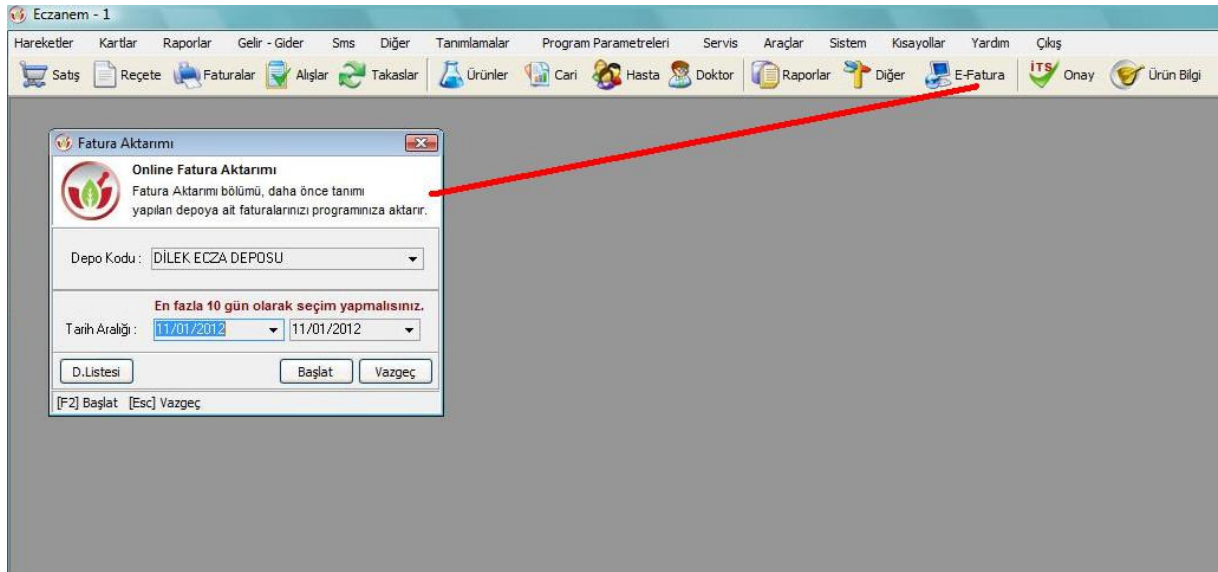 Eczanem - 1
Hareketler Kartlar Raporlar Gelir - Gider Sms Diğer Tanımlamalar Program Parametreleri Servis Araçlar Sistem Kısayollar Yardım Çıkış
Satış Reçete Faturalar Alışlar Takaslar Ürünler Cari Hasta Doktor Raporlar Diğer E-Fatura İTS Onay Ürün Bilgi
Fatura Aktarımı
Online Fatura Aktarımı
Fatura Aktarımı bölümü, daha önce tanımı
yapılan depoya ait faturalarınızı programınıza aktarır.
Depo Kodu : DİLEK ECZA DEPOSU
En fazla 10 gün olarak seçim yapmalısınız.
Tarih Aralığı : 11/01/2012 11/01/2012
D.Listesi Başlat Vazgeç
[F2] Başlat [Esc] Vazgeç